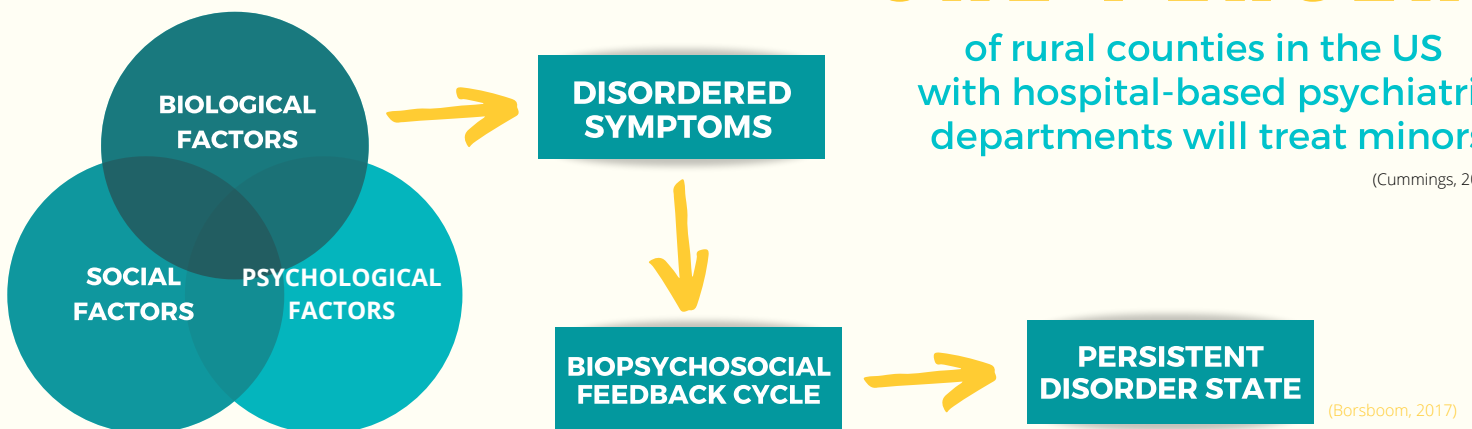 BIOLOGICAL
FACTORS
SOCIAL
FACTORS
PSYCHOLOGICAL
FACTORS
DISORDERED
SYMPTOMS
BIOPSYCHOSOCIAL
FEEDBACK CYCLE
PERSISTENT
DISORDER STATE
(Borsboom, 2017)
of rural counties in the US
with hospital-based psychiatri
departments will treat minors
(Cummings, 20